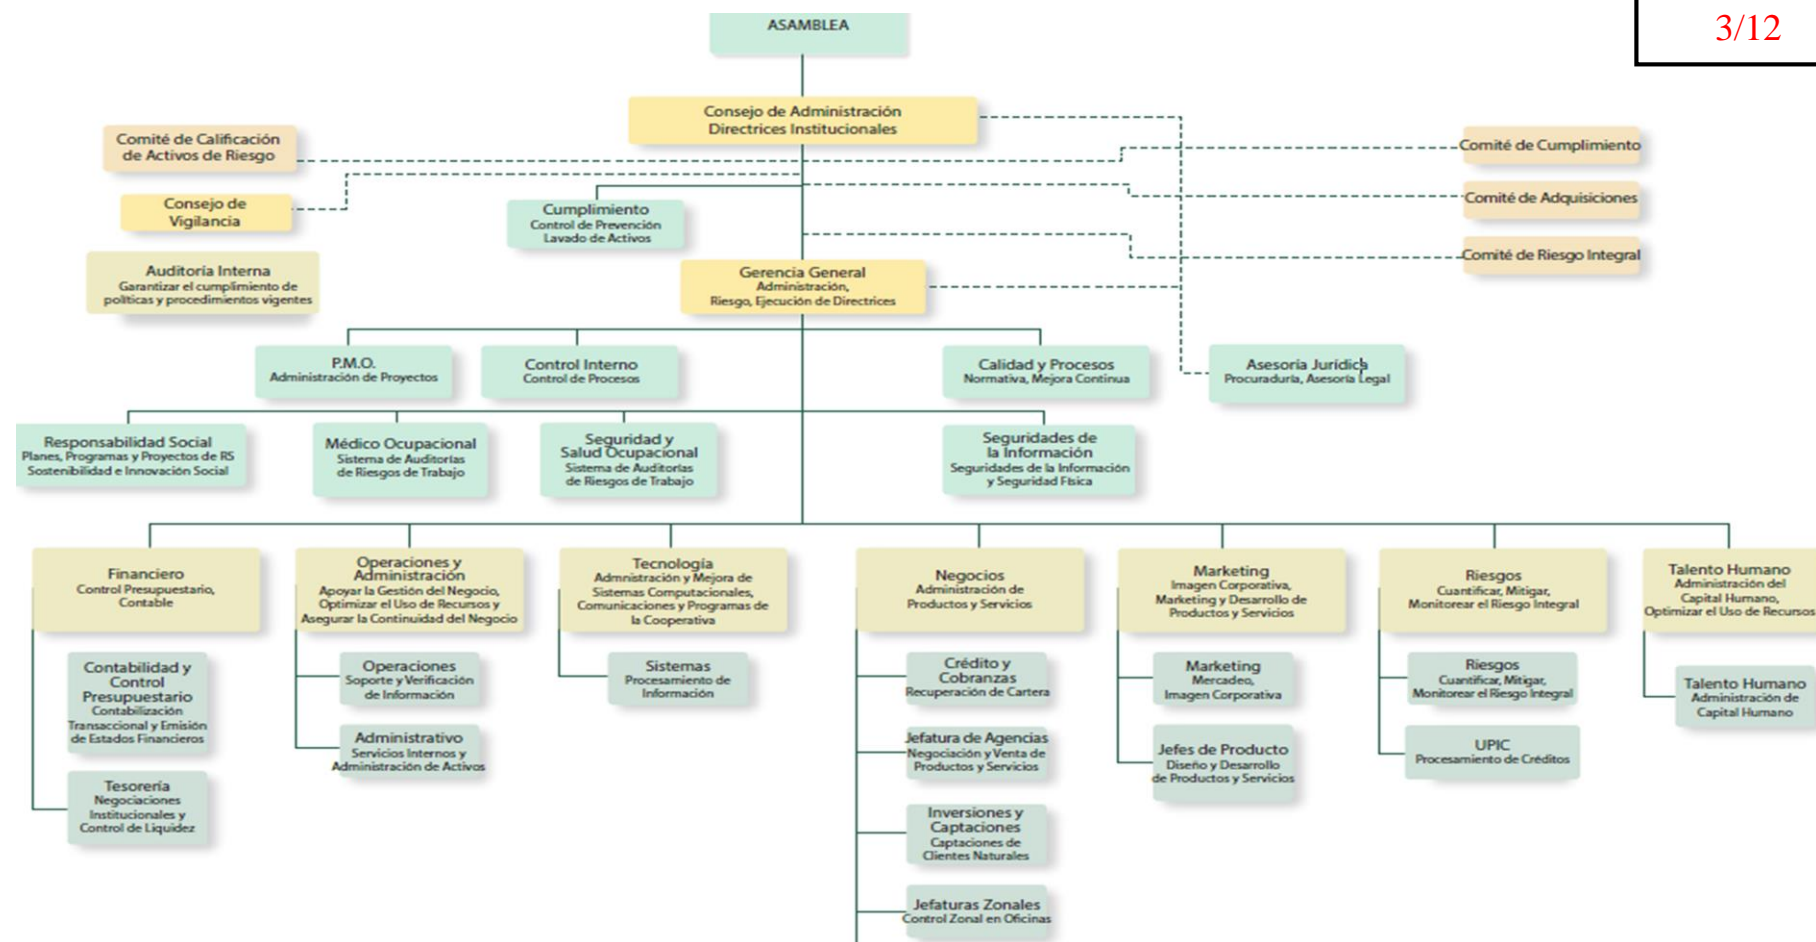 3/12
ASAMBLEA
Consejo de Administración
Directrices Institucionales
Comité de Calificación
de Activos de Riesgo
Comité de Cumplimiento
Consejo de
Vigilancia
Cumplimiento
Control de Prevención
Lavado de Activos
Comité de Adquisiciones
Comité de Riesgo Integral
Auditoría Interna
Garantizar el cumplimiento de
políticas y procedimientos vigentes
Gerencia General
Administración,
Riesgo, Ejecución de Directrices
P.M.O.
Administración de Proyectos
Control Interno
Control de Procesos
Calidad y Procesos
Normativa, Mejora Continua
Asesoría Jurídica
Procuraduría, Asesoría Legal
Responsabilidad Social
Planes, Programas y Proyectos de RS
Sostenibilidad e Innovación Social
Médico Ocupacional
Sistema de Auditorías
de Riesgos de Trabajo
Seguridad y
Salud Ocupacional
Sistema de Auditorías
de Riesgos de Trabajo
Seguridades de
la Información
Seguridades de la Información
y Seguridad Física
Financiero
Control Presupuestario,
Contable
Operaciones y
Administración
Apoyar la Gestión del Negocio,
Optimizar el Uso de Recursos y
Asegurar la Continuidad del Negocio
Tecnología
Admnistración y Mejora de
Sistemas Computacionales,
Comunicaciones y Programas de
la Cooperativa
Negocios
Administración de
Productos y Servicios
Marketing
Imagen Corporativa,
Marketing y Desarrollo de
Productos y Servicios
Riesgos
Cuantificar, Mitigar,
Monitorear el Riesgo Integral
Talento Humano
Administración del
Capital Humano,
Optimizar el Uso de Recursos
Contabilidad y
Control
Presupuestario
Contabilización
Transaccional y Emisión
de Estados Financieros
Tesorería
Negociaciones
Institucionales y
Control de Liquidez
Operaciones
Soporte y Verificación
de Información
Administrativo
Servicios Internos y
Administración de Activos
Sistemas
Procesamiento de
Información
Crédito y
Cobranzas
Recuperación de Cartera
Jefatura de Agencias
Negociación y Venta de
Productos y Servicios
Inversiones y
Captaciones
Captaciones de
Clientes Naturales
Jefaturas Zonales
Control Zonal en Oficinas
Marketing
Mercadeo,
Imagen Corporativa
Jefes de Producto
Diseño y Desarrollo
de Productos y Servicios
Riesgos
Cuantificar, Mitigar,
Monitorear el Riesgo Integral
UPIC
Procesamiento de Créditos
Talento Humano
Administración de
Capital Humano